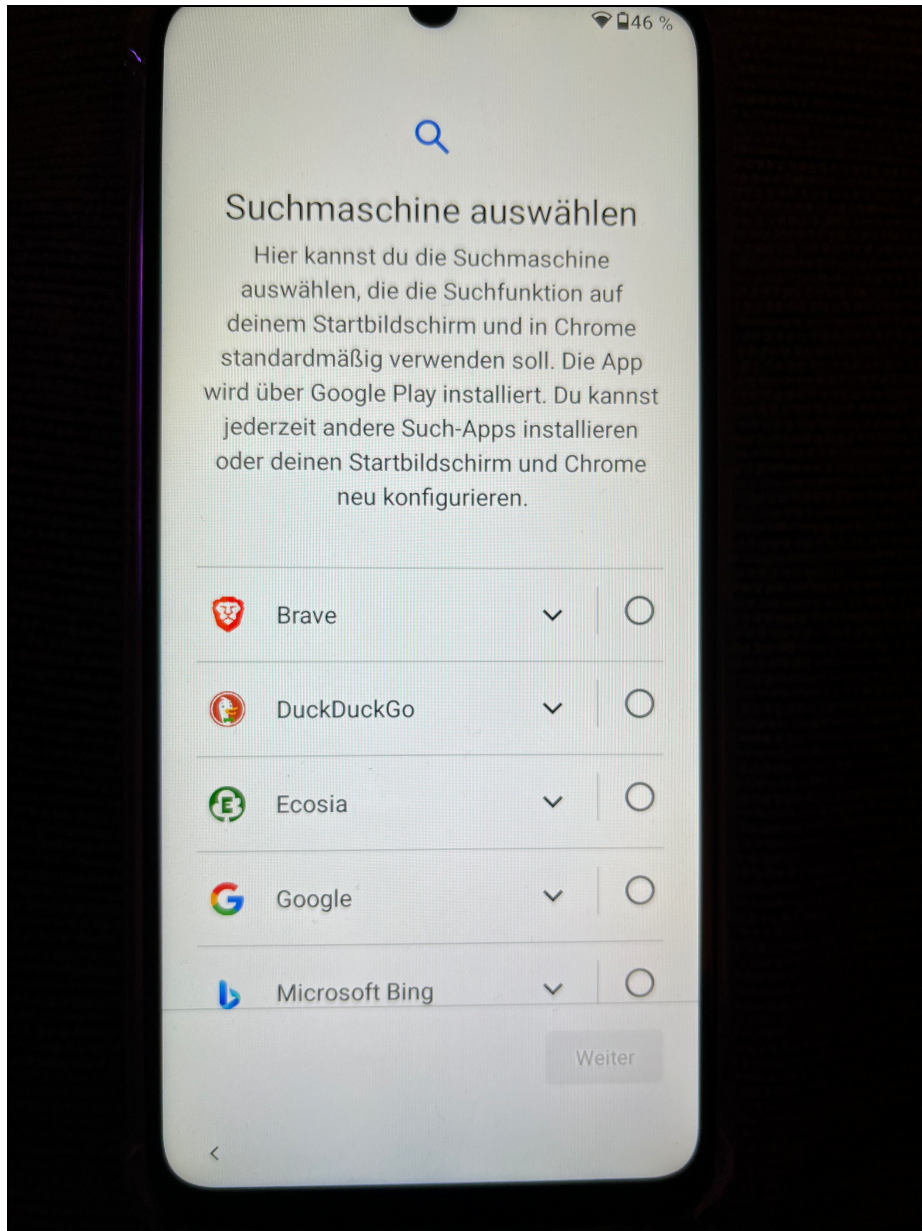 46 %
Suchmaschine auswählen
Hier kannst du die Suchmaschine
auswählen, die die Suchfunktion auf
deinem Startbildschirm und in Chrome
standardmäßig verwenden soll. Die App
wird über Google Play installiert. Du kannst
jederzeit andere Such-Apps installieren
oder deinen Startbildschirm und Chrome
neu konfigurieren.
Brave
DuckDuckGo
Ecosia
Google
Microsoft Bing
Weiter